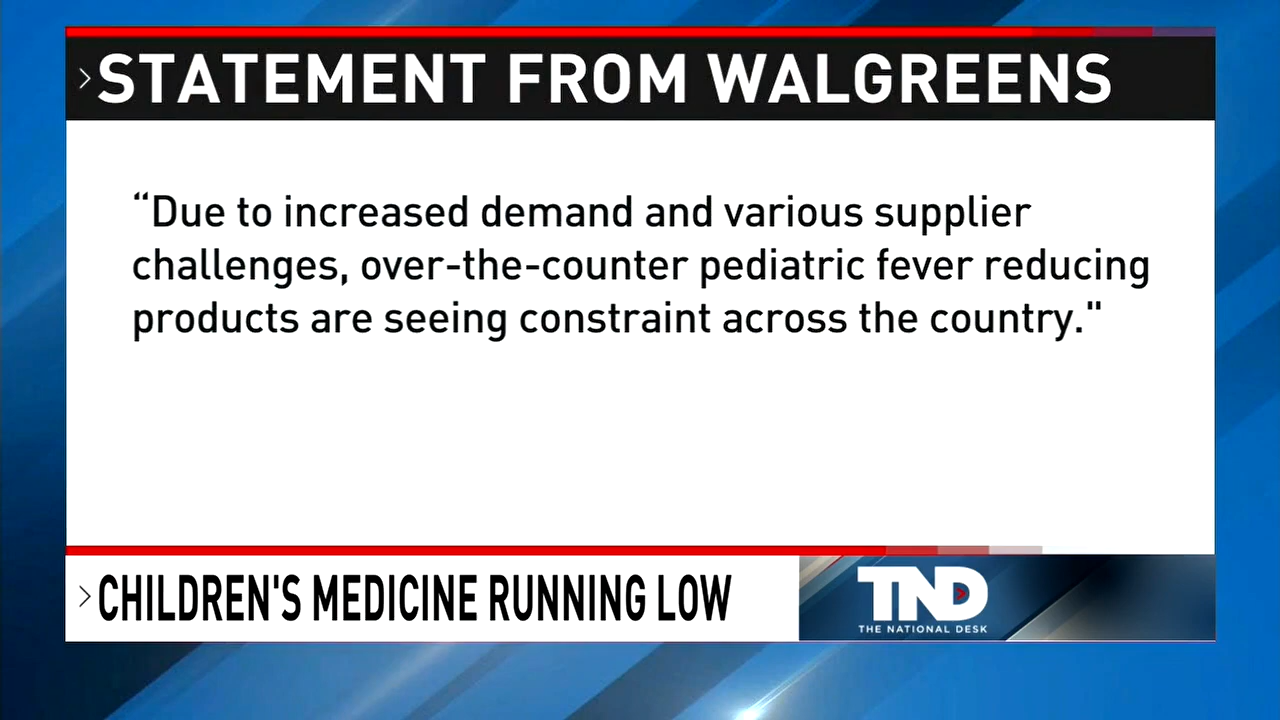 STATEMENT FROM WALGREENS
“Due to increased demand and various supplier
challenges, over-the-counter pediatric fever reducing
products are seeing constraint across the country."
CHILDREN'S MEDICINE RUNNING LOW
TND
THE NATIONAL DESK